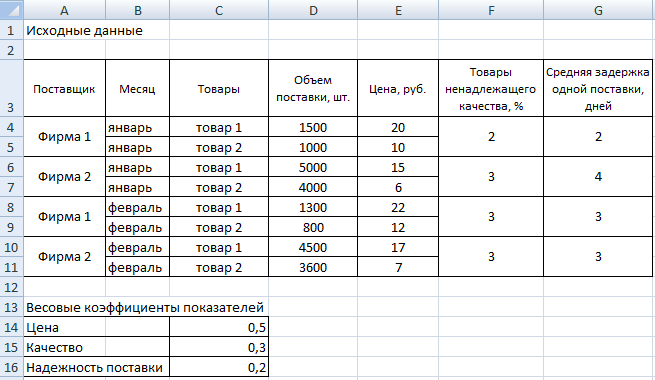 A B C D E F G
1 Исходные данные
2
3 Поставщик Месяц Товары Объем поставки, шт. Цена, руб. Товары ненадлежащего качества, % Средняя задержка одной поставки, дней
4 Фирма 1 январь товар 1 1500 20 2 2
5 январь товар 2 1000 10
6 Фирма 2 январь товар 1 5000 15 3 4
7 январь товар 2 4000 6
8 Фирма 1 февраль товар 1 1300 22 3 3
9 февраль товар 2 800 12
10 Фирма 2 февраль товар 1 4500 17 3 3
11 февраль товар 2 3600 7
12
13 Весовые коэффициенты показателей
14 Цена 0,5
15 Качество 0,3
16 Надежность поставки 0,2